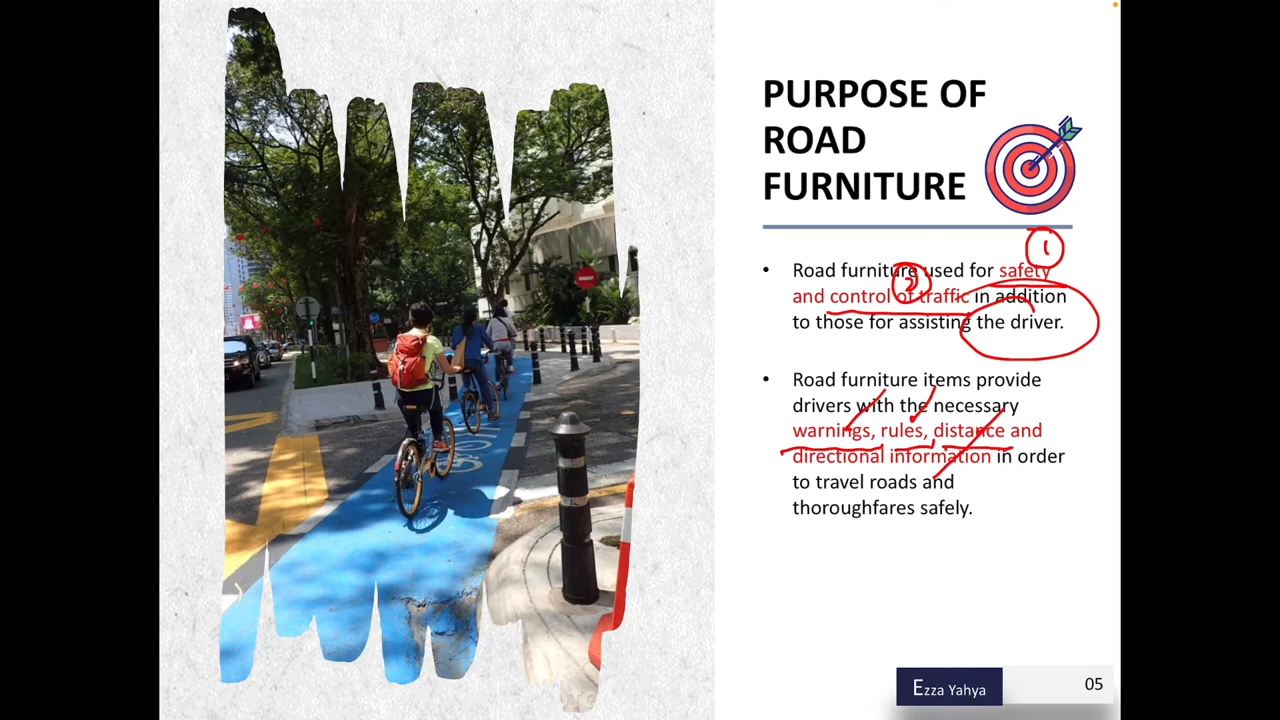 PURPOSE OF
ROAD
FURNITURE
1
• Road furniture used for safety
2
and control of traffic in addition
to those for assisting the driver.
• Road furniture items provide
drivers with the necessary
warnings, rules, distance and
directional information in order
to travel roads and
thoroughfares safely.
Ezza Yahya
05